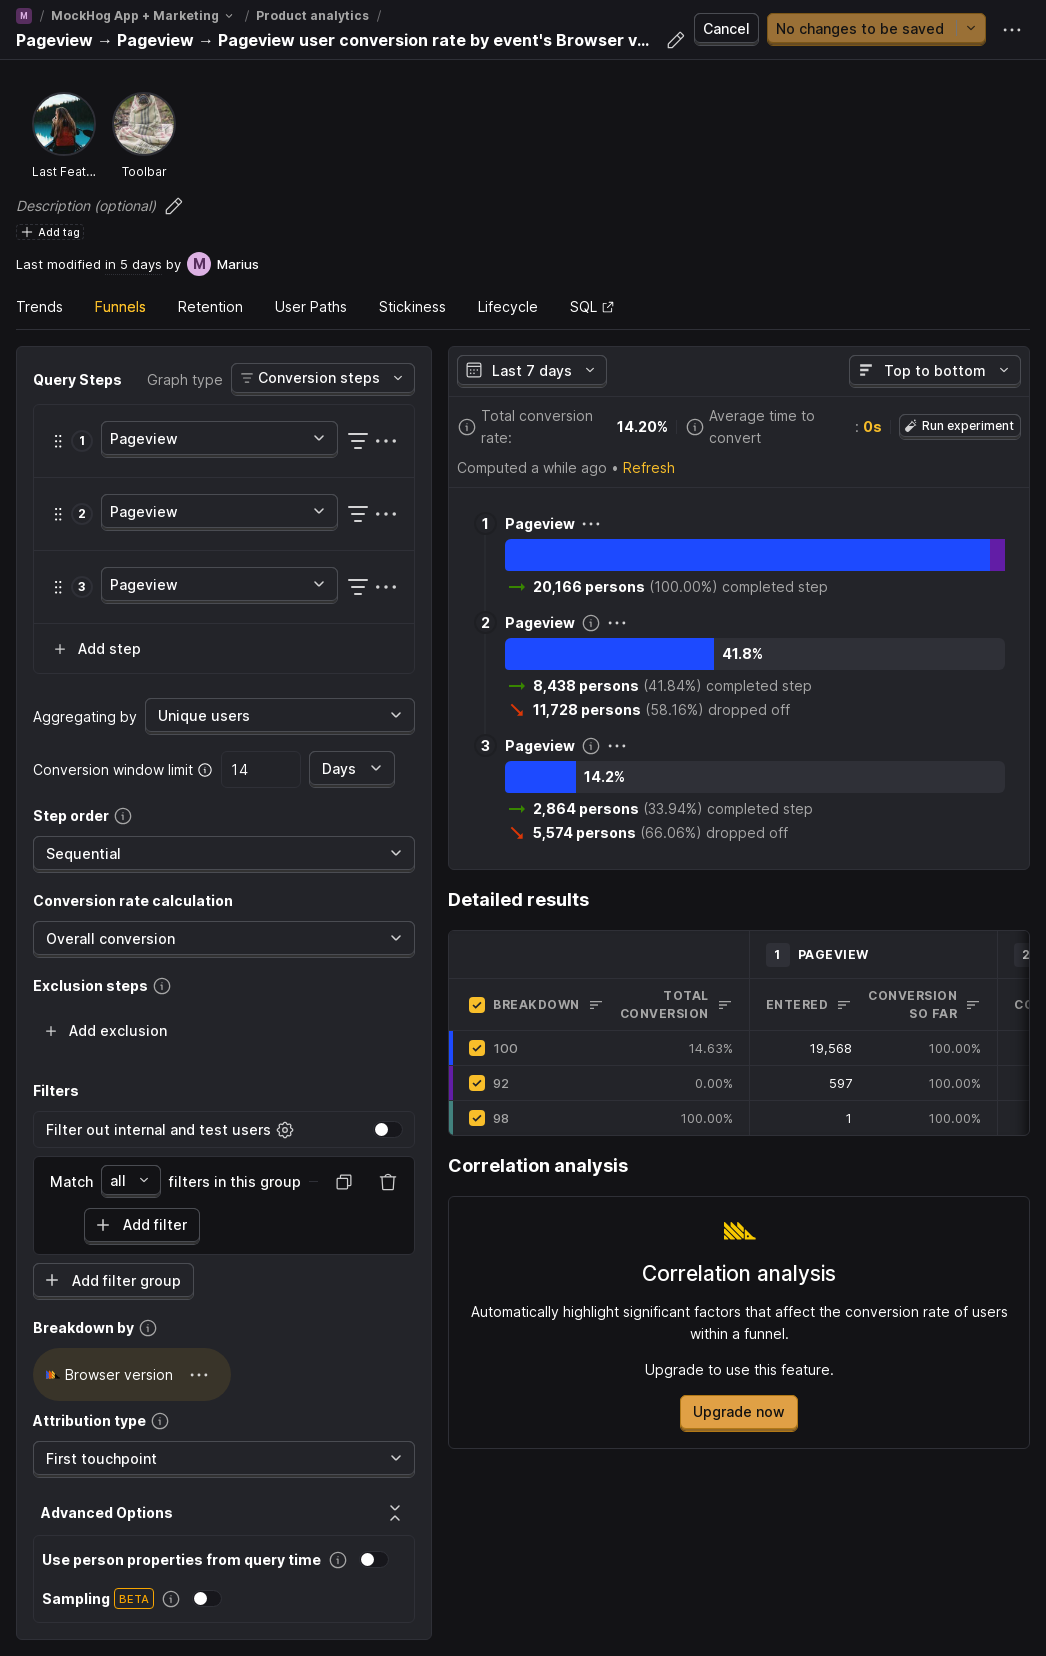 M / MockHog App + Marketing / Product analytics /
Pageview → Pageview → Pageview user conversion rate by event's Browser v...
Cancel
No changes to be saved
Last Feat...
Toolbar
Description (optional)
Add tag
Last modified in 5 days by M Marius
Trends Funnels Retention User Paths Stickiness Lifecycle SQL
Query Steps Graph type Conversion steps
1 Pageview
2 Pageview
3 Pageview
Add step
Aggregating by Unique users
Conversion window limit 14 Days
Step order
Sequential
Conversion rate calculation
Overall conversion
Exclusion steps
Add exclusion
Filters
Filter out internal and test users
Match all filters in this group
Add filter
Add filter group
Breakdown by
Browser version
Attribution type
First touchpoint
Advanced Options
Use person properties from query time
Sampling BETA
Last 7 days
Top to bottom
Total conversion rate: 14.20%
Average time to convert : 0s
Run experiment
Computed a while ago • Refresh
1 Pageview
20,166 persons (100.00%) completed step
2 Pageview
41.8%
8,438 persons (41.84%) completed step
11,728 persons (58.16%) dropped off
3 Pageview
14.2%
2,864 persons (33.94%) completed step
5,574 persons (66.06%) dropped off
Detailed results
1 PAGEVIEW 2
BREAKDOWN TOTAL CONVERSION ENTERED CONVERSION SO FAR CO
100 14.63% 19,568 100.00%
92 0.00% 597 100.00%
98 100.00% 1 100.00%
Correlation analysis
Correlation analysis
Automatically highlight significant factors that affect the conversion rate of users
within a funnel.
Upgrade to use this feature.
Upgrade now